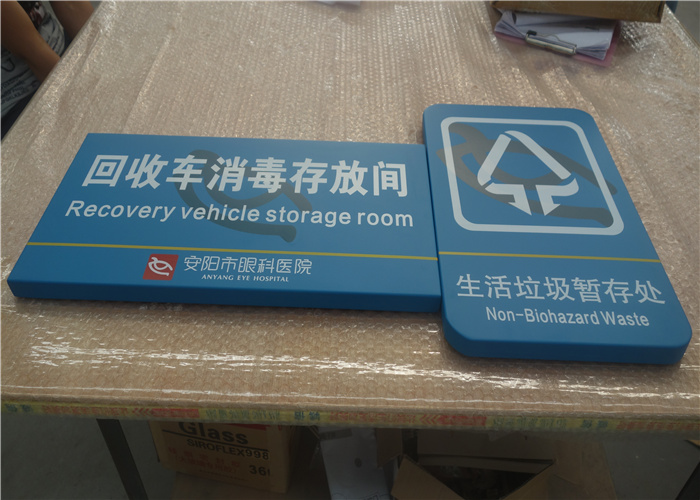 回收车消毒存放间
Recovery vehicle storage room
安阳市眼科医院
ANYANG EYE HOSPITAL
生活垃圾暂存处
Non-Biohazard Waste
Glass
SIROFLEX998